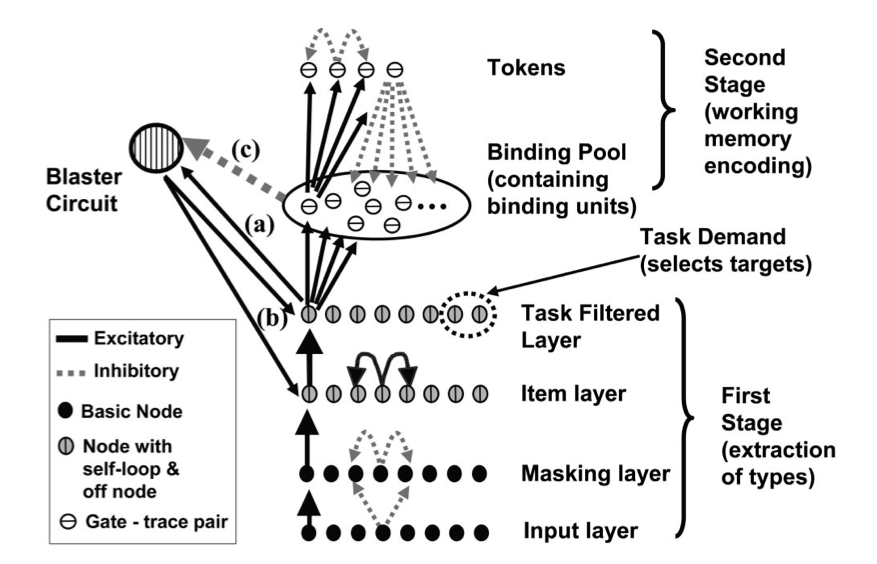 Tokens
Second
Stage
(working
memory
encoding)
(c)
Binding Pool
(containing
binding units)
Blaster
Circuit
(a)
Task Demand
(selects targets)
(b)
Task Filtered
Layer
Excitatory
Inhibitory
Basic Node
Node with
self-loop &
off node
Gate - trace pair
Item layer
First
Stage
(extraction
of types)
Masking layer
Input layer